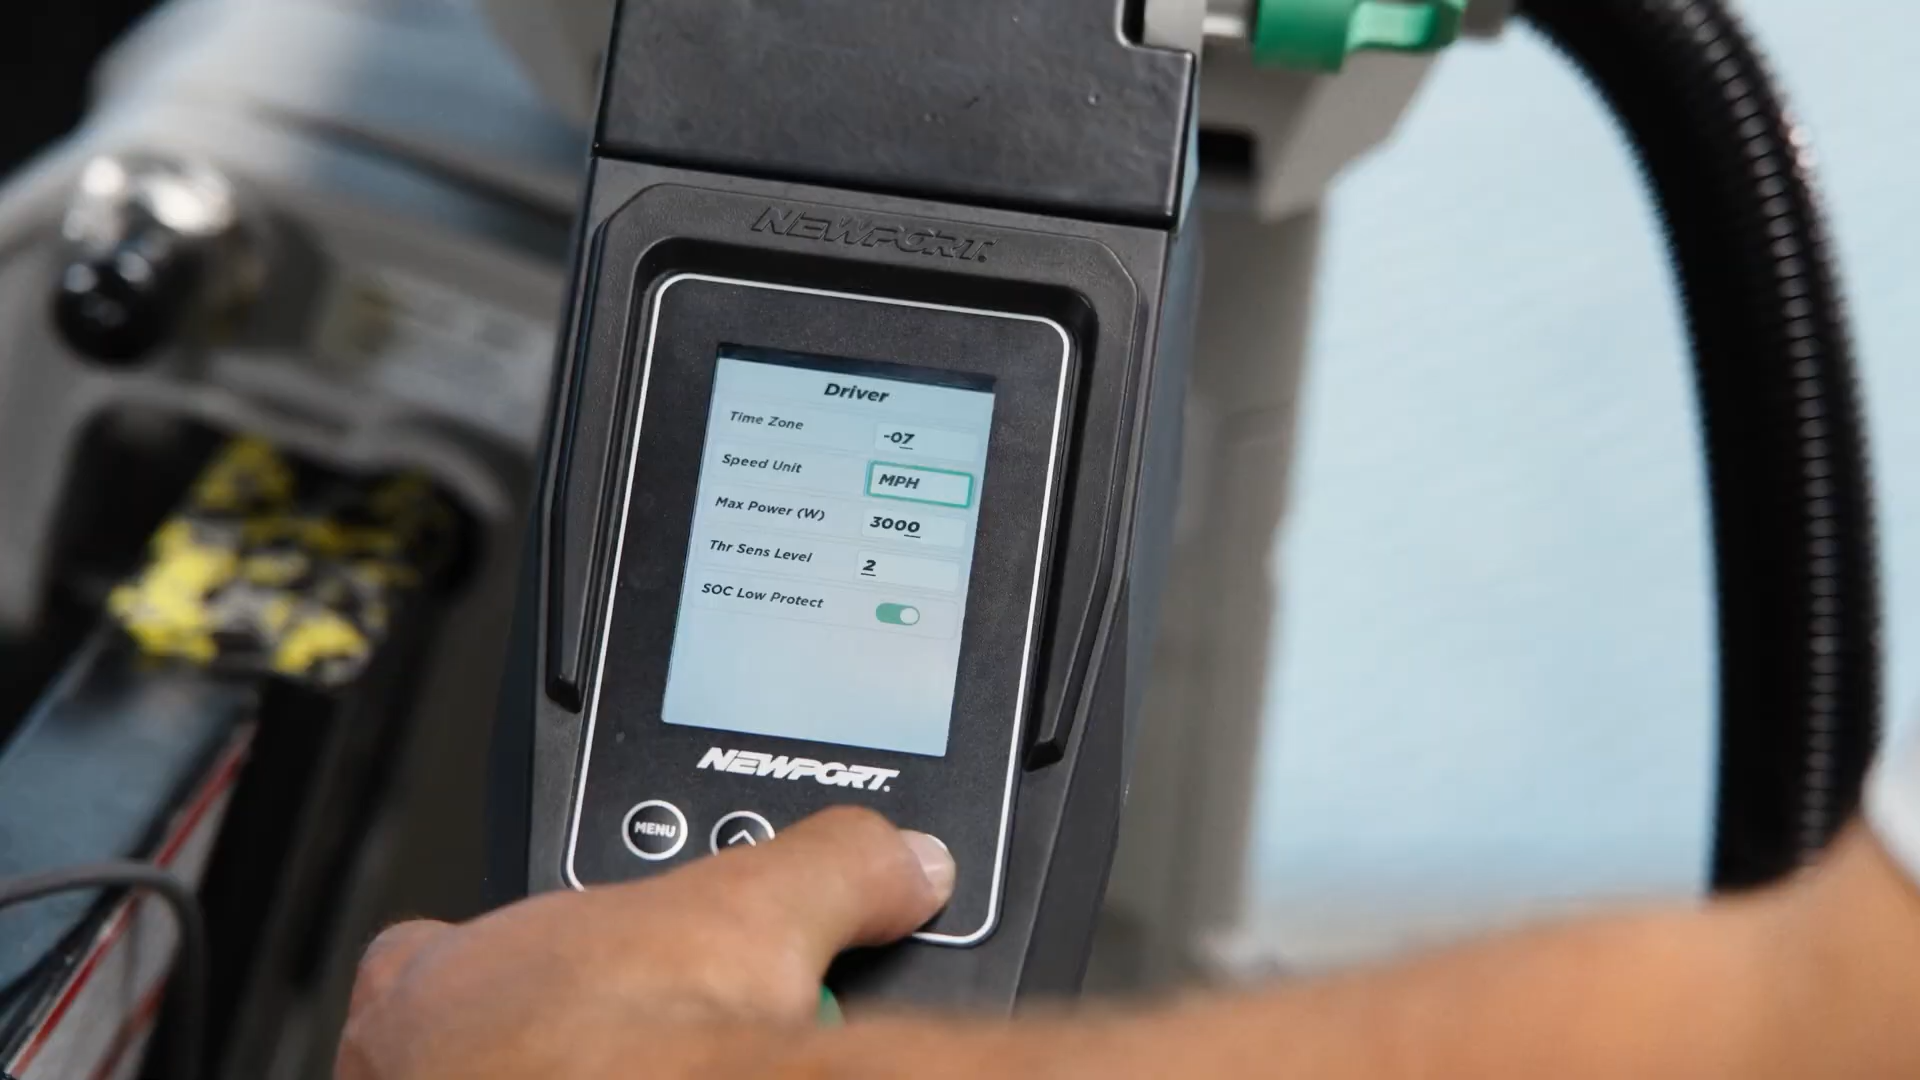 NEWPORT.
Driver
Time Zone -07
Speed Unit MPH
Max Power (W) 3000
Thr Sens Level 2
SOC Low Protect
NEWPORT.
MENU